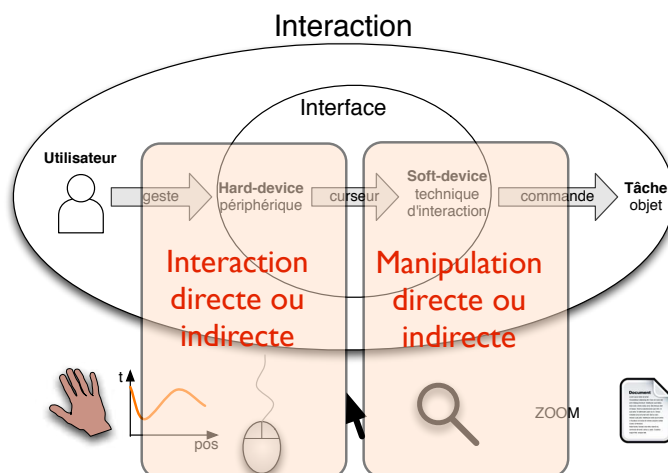 Interaction
Interface
Utilisateur
geste
Hard-device
périphérique
curseur
Soft-device
technique
d'interaction
commande
Tâche
objet
Interaction
directe ou
indirecte
Manipulation
directe ou
indirecte
t
pos
ZOOM
Document